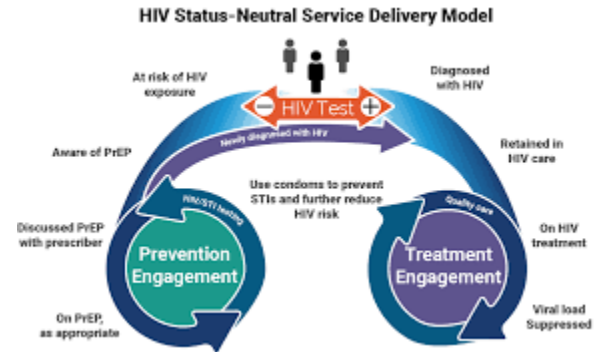 HIV Status-Neutral Service Delivery Model
At risk of HIV
exposure
− HIV Test +
Diagnosed
with HIV
Newly diagnosed with HIV
Aware of PrEP
Retained in
HIV care
Use condoms to prevent
STIs and further reduce
HIV risk
HIV/STI testing
Quality care
Discussed PrEP
with prescriber
Prevention
Engagement
Treatment
Engagement
On HIV
treatment
On PrEP,
as appropriate
Viral load
Suppressed